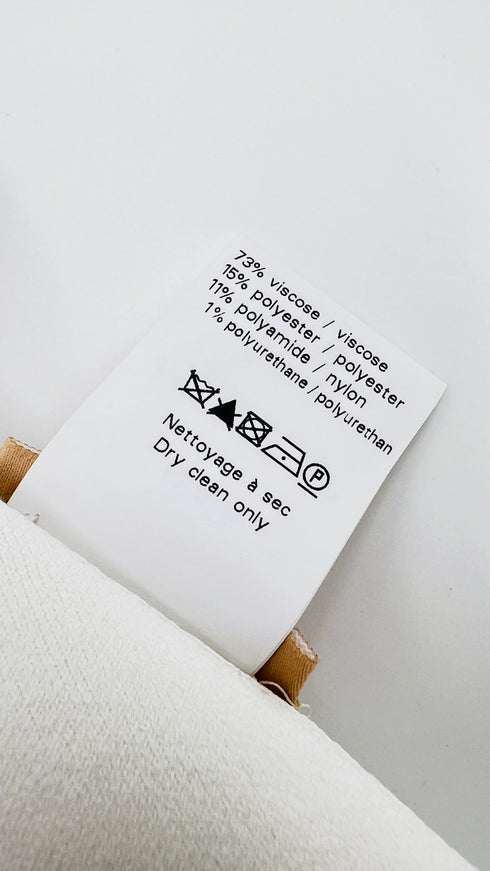 73% viscose / viscose
15% polyester / polyester
11% polyamide / nylon
1% polyurethane / polyurethan
P
Nettoyage à sec
Dry clean only